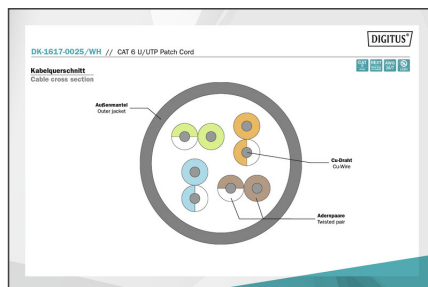 DIGITUS®
DK-1617-0025/WH // CAT 6 U/UTP Patch Cord
Kabelquerschnitt
Cable cross section
Außenmantel
Outer jacket
Cu-Draht
Cu-Wire
Aderspaare
Twisted pair